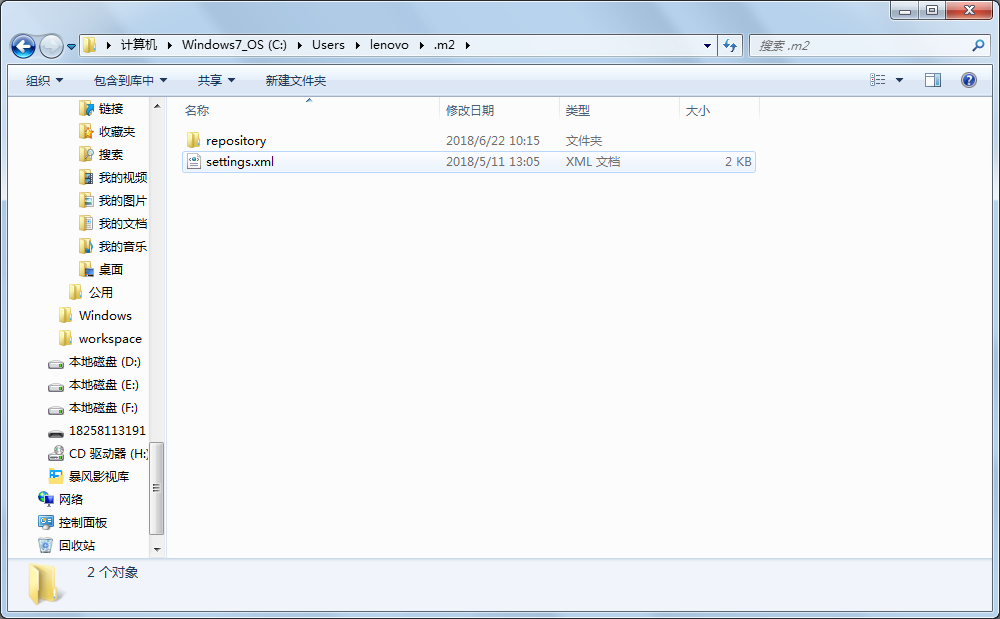 计算机 Windows7_OS (C:) Users lenovo .m2
搜索 .m2
组织 包含到库中 共享 新建文件夹
链接
收藏夹
搜索
我的视频
我的图片
我的文档
我的音乐
桌面
公用
Windows
workspace
本地磁盘 (D:)
本地磁盘 (E:)
本地磁盘 (F:)
18258113191
CD 驱动器 (H:)
暴风影视库
网络
控制面板
回收站
名称 修改日期 类型 大小
repository 2018/6/22 10:15 文件夹
settings.xml 2018/5/11 13:05 XML 文档 2 KB
2 个对象